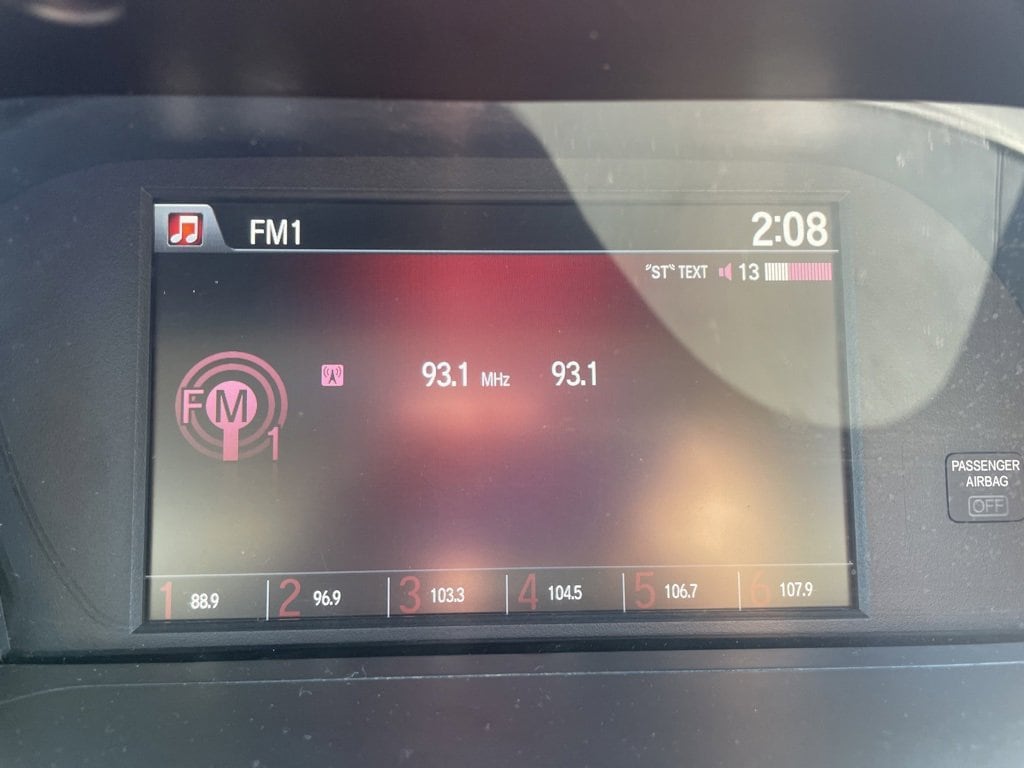 FM1 2:08
"ST" TEXT 13
93.1 MHz 93.1
FM
1
1 88.9 2 96.9 3 103.3 4 104.5 5 106.7 6 107.9
PASSENGER
AIRBAG
OFF